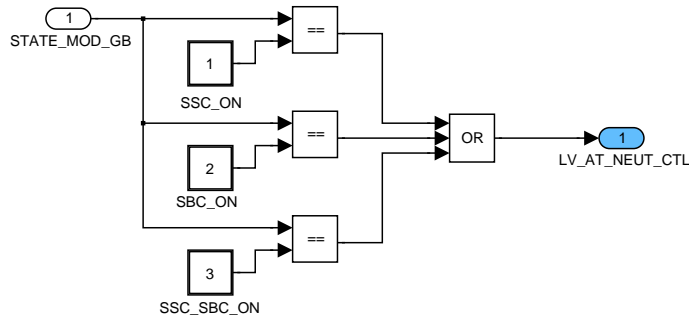 1
STATE_MOD_GB
==
1
SSC_ON
==
2
SBC_ON
OR
1
LV_AT_NEUT_CTL
==
3
SSC_SBC_ON